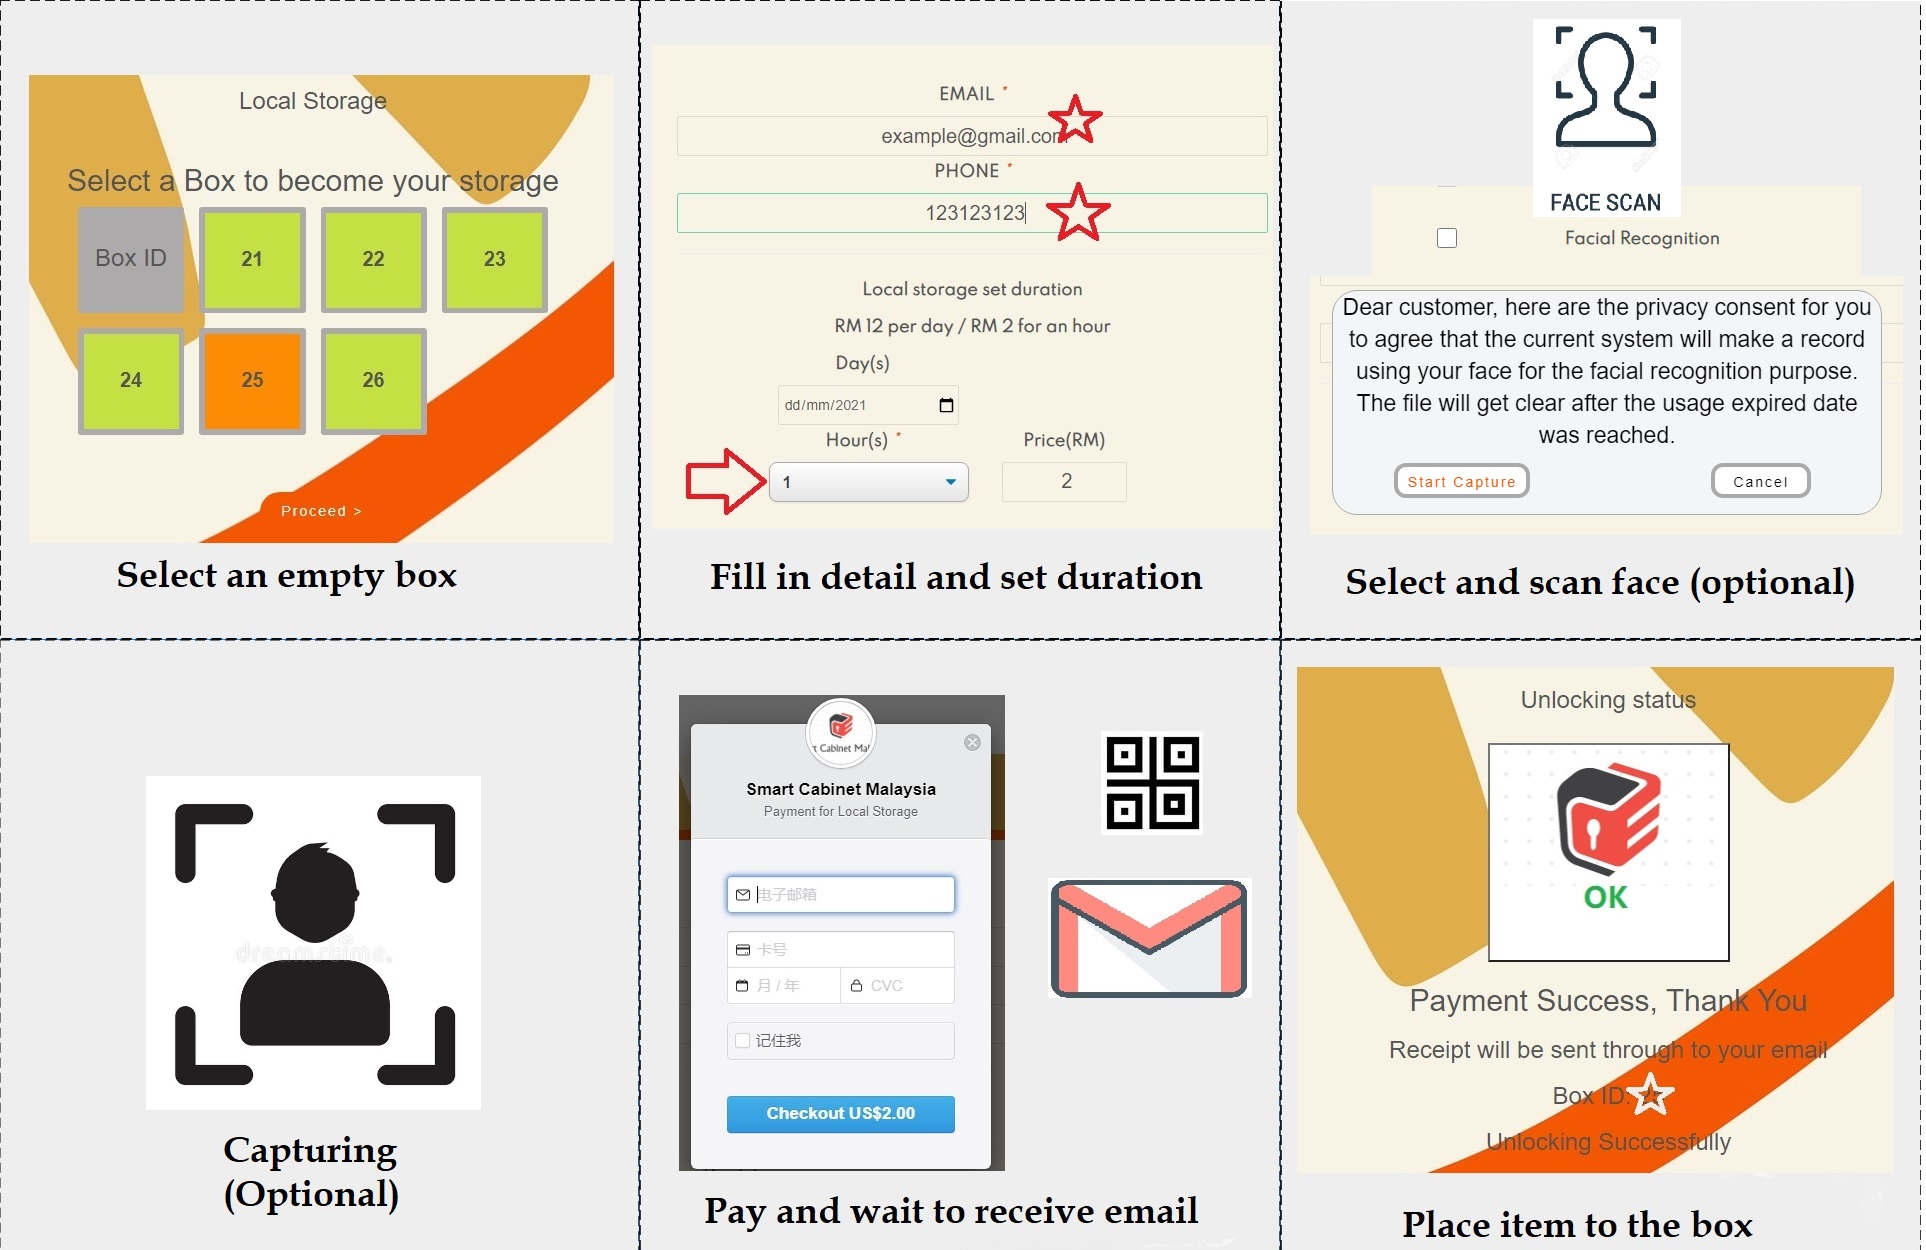 Local Storage
Select a Box to become your storage
Box ID
21
22
23
24
25
26
Proceed >
Select an empty box
EMAIL *
example@gmail.com
PHONE *
123123123
Local storage set duration
RM 12 per day / RM 2 for an hour
Day(s)
dd/mm/2021
Hour(s) *
Price(RM)
1
2
Fill in detail and set duration
FACE SCAN
Facial Recognition
Dear customer, here are the privacy consent for you
to agree that the current system will make a record
using your face for the facial recognition purpose.
The file will get clear after the usage expired date
was reached.
Start Capture
Cancel
Select and scan face (optional)
dreamstime.
Capturing
(Optional)
t Cabinet Mal
Smart Cabinet Malaysia
Payment for Local Storage
电子邮箱
卡号
月 / 年
CVC
记住我
Checkout US$2.00
Pay and wait to receive email
Unlocking status
OK
Payment Success, Thank You
Receipt will be sent through to your email
Box ID:
Unlocking Successfully
Place item to the box